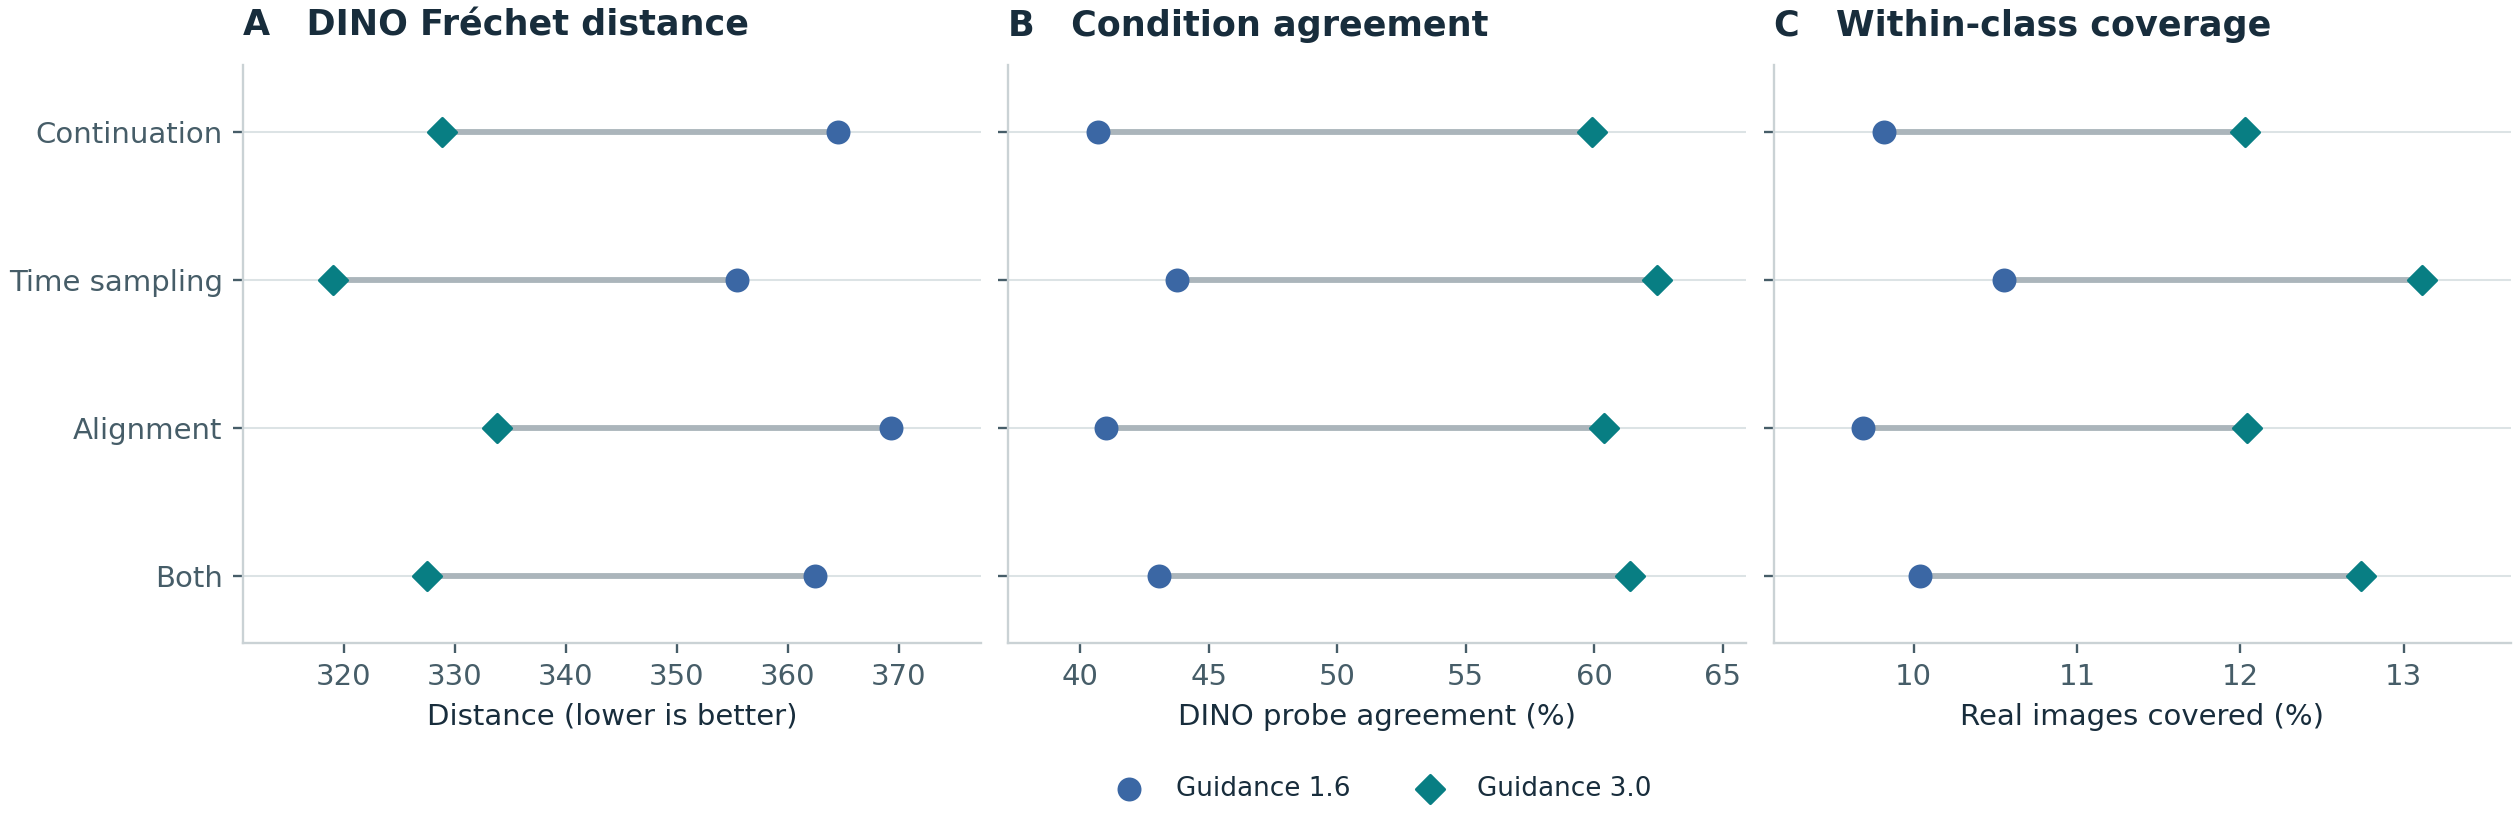 A DINO Fréchet distance
B Condition agreement
C Within-class coverage
Continuation
Time sampling
Alignment
Both
320 330 340 350 360 370
40 45 50 55 60 65
10 11 12 13
Distance (lower is better)
DINO probe agreement (%)
Real images covered (%)
Guidance 1.6
Guidance 3.0